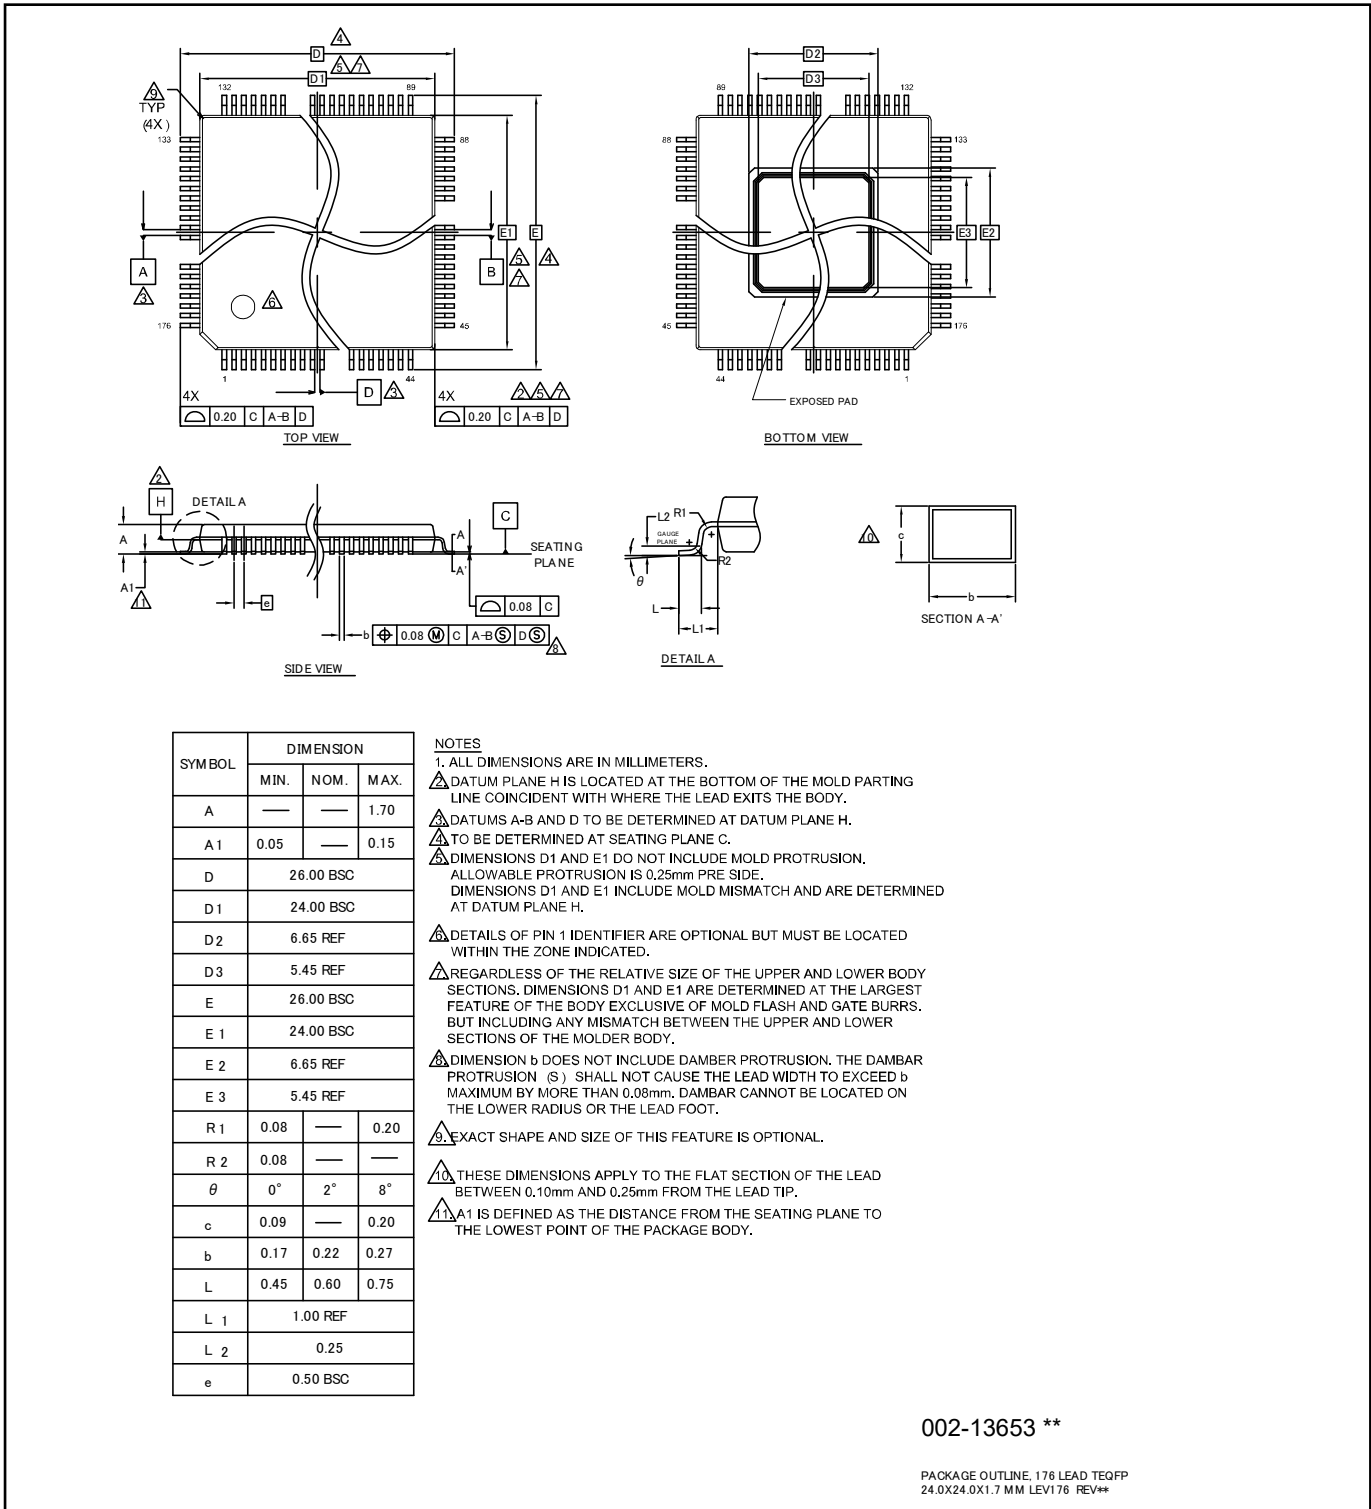 4
D
5 7
D1
9
TYP
(4X)
132
89
133
88
A
3
E1
E
B
5
7
4
6
176
45
1
44
4X
D
3
4X
2 5 7
0.20 C A-B D
0.20 C A-B D
TOP VIEW
D2
D3
89
132
88
133
E3
E2
45
176
44
1
EXPOSED PAD
BOTTOM VIEW
2
H
DETAIL A
C
A
A
A'
SEATING
PLANE
A1
11
e
0.08 C
b
0.08 M C A-B S D S
8
SIDE VIEW
L2
R1
GAUGE
PLANE
R2
θ
L
L1
DETAIL A
10
c
b
SECTION A-A'
SYMBOL DIMENSION
MIN. NOM. MAX.
A — — 1.70
A1 0.05 — 0.15
D 26.00 BSC
D1 24.00 BSC
D2 6.65 REF
D3 5.45 REF
E 26.00 BSC
E1 24.00 BSC
E2 6.65 REF
E3 5.45 REF
R1 0.08 — 0.20
R2 0.08 — —
θ 0° 2° 8°
c 0.09 — 0.20
b 0.17 0.22 0.27
L 0.45 0.60 0.75
L 1 1.00 REF
L 2 0.25
e 0.50 BSC
NOTES
1. ALL DIMENSIONS ARE IN MILLIMETERS.
2. DATUM PLANE H IS LOCATED AT THE BOTTOM OF THE MOLD PARTING
LINE COINCIDENT WITH WHERE THE LEAD EXITS THE BODY.
3. DATUMS A-B AND D TO BE DETERMINED AT DATUM PLANE H.
4. TO BE DETERMINED AT SEATING PLANE C.
5. DIMENSIONS D1 AND E1 DO NOT INCLUDE MOLD PROTRUSION.
ALLOWABLE PROTRUSION IS 0.25mm PRE SIDE.
DIMENSIONS D1 AND E1 INCLUDE MOLD MISMATCH AND ARE DETERMINED
AT DATUM PLANE H.
6. DETAILS OF PIN 1 IDENTIFIER ARE OPTIONAL BUT MUST BE LOCATED
WITHIN THE ZONE INDICATED.
7. REGARDLESS OF THE RELATIVE SIZE OF THE UPPER AND LOWER BODY
SECTIONS. DIMENSIONS D1 AND E1 ARE DETERMINED AT THE LARGEST
FEATURE OF THE BODY EXCLUSIVE OF MOLD FLASH AND GATE BURRS.
BUT INCLUDING ANY MISMATCH BETWEEN THE UPPER AND LOWER
SECTIONS OF THE MOLDER BODY.
8. DIMENSION b DOES NOT INCLUDE DAMBER PROTRUSION. THE DAMBAR
PROTRUSION (S) SHALL NOT CAUSE THE LEAD WIDTH TO EXCEED b
MAXIMUM BY MORE THAN 0.08mm. DAMBAR CANNOT BE LOCATED ON
THE LOWER RADIUS OR THE LEAD FOOT.
9. EXACT SHAPE AND SIZE OF THIS FEATURE IS OPTIONAL.
10. THESE DIMENSIONS APPLY TO THE FLAT SECTION OF THE LEAD
BETWEEN 0.10mm AND 0.25mm FROM THE LEAD TIP.
11. A1 IS DEFINED AS THE DISTANCE FROM THE SEATING PLANE TO
THE LOWEST POINT OF THE PACKAGE BODY.
002-13653 **
PACKAGE OUTLINE, 176 LEAD TEQFP
24.0X24.0X1.7 MM LEV176 REV**